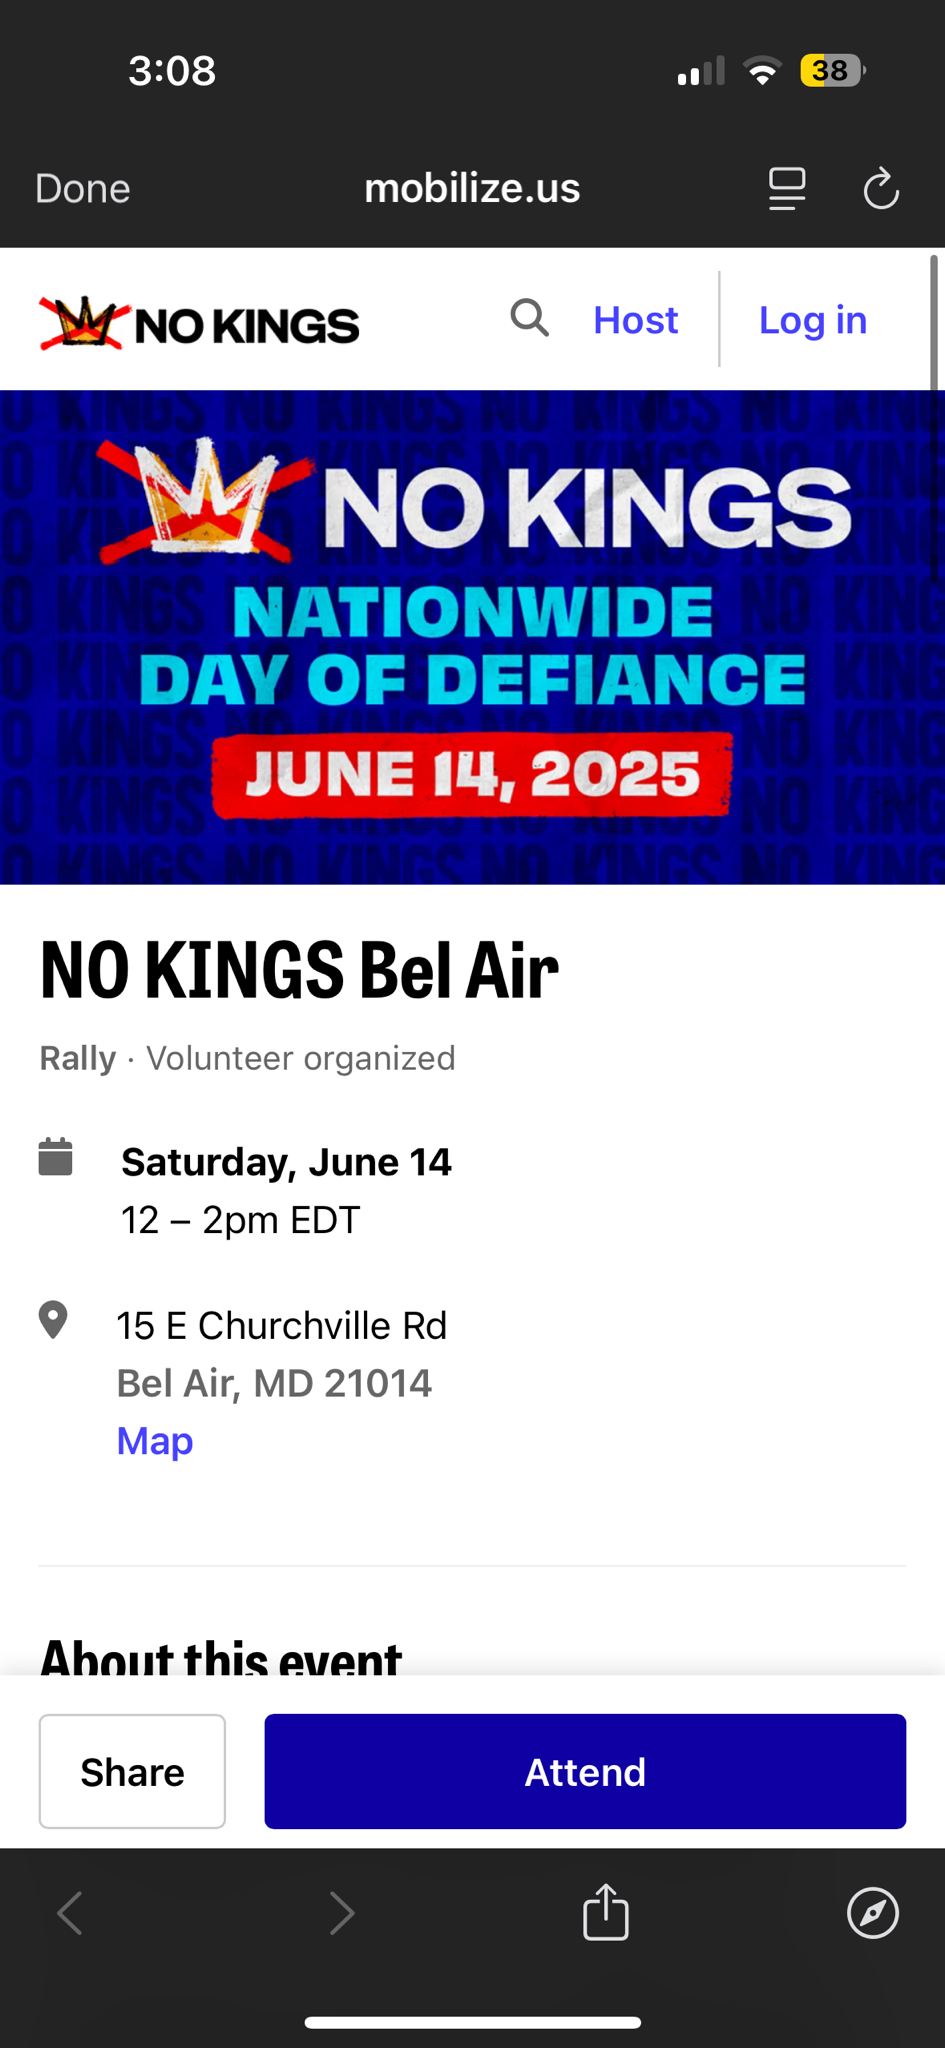 3:08
38
Done
mobilize.us
NO KINGS
Host
Log in
NO KINGS
NATIONWIDE
DAY OF DEFIANCE
JUNE 14, 2025
NO KINGS Bel Air
Rally · Volunteer organized
Saturday, June 14
12 – 2pm EDT
15 E Churchville Rd
Bel Air, MD 21014
Map
About this event
Share
Attend